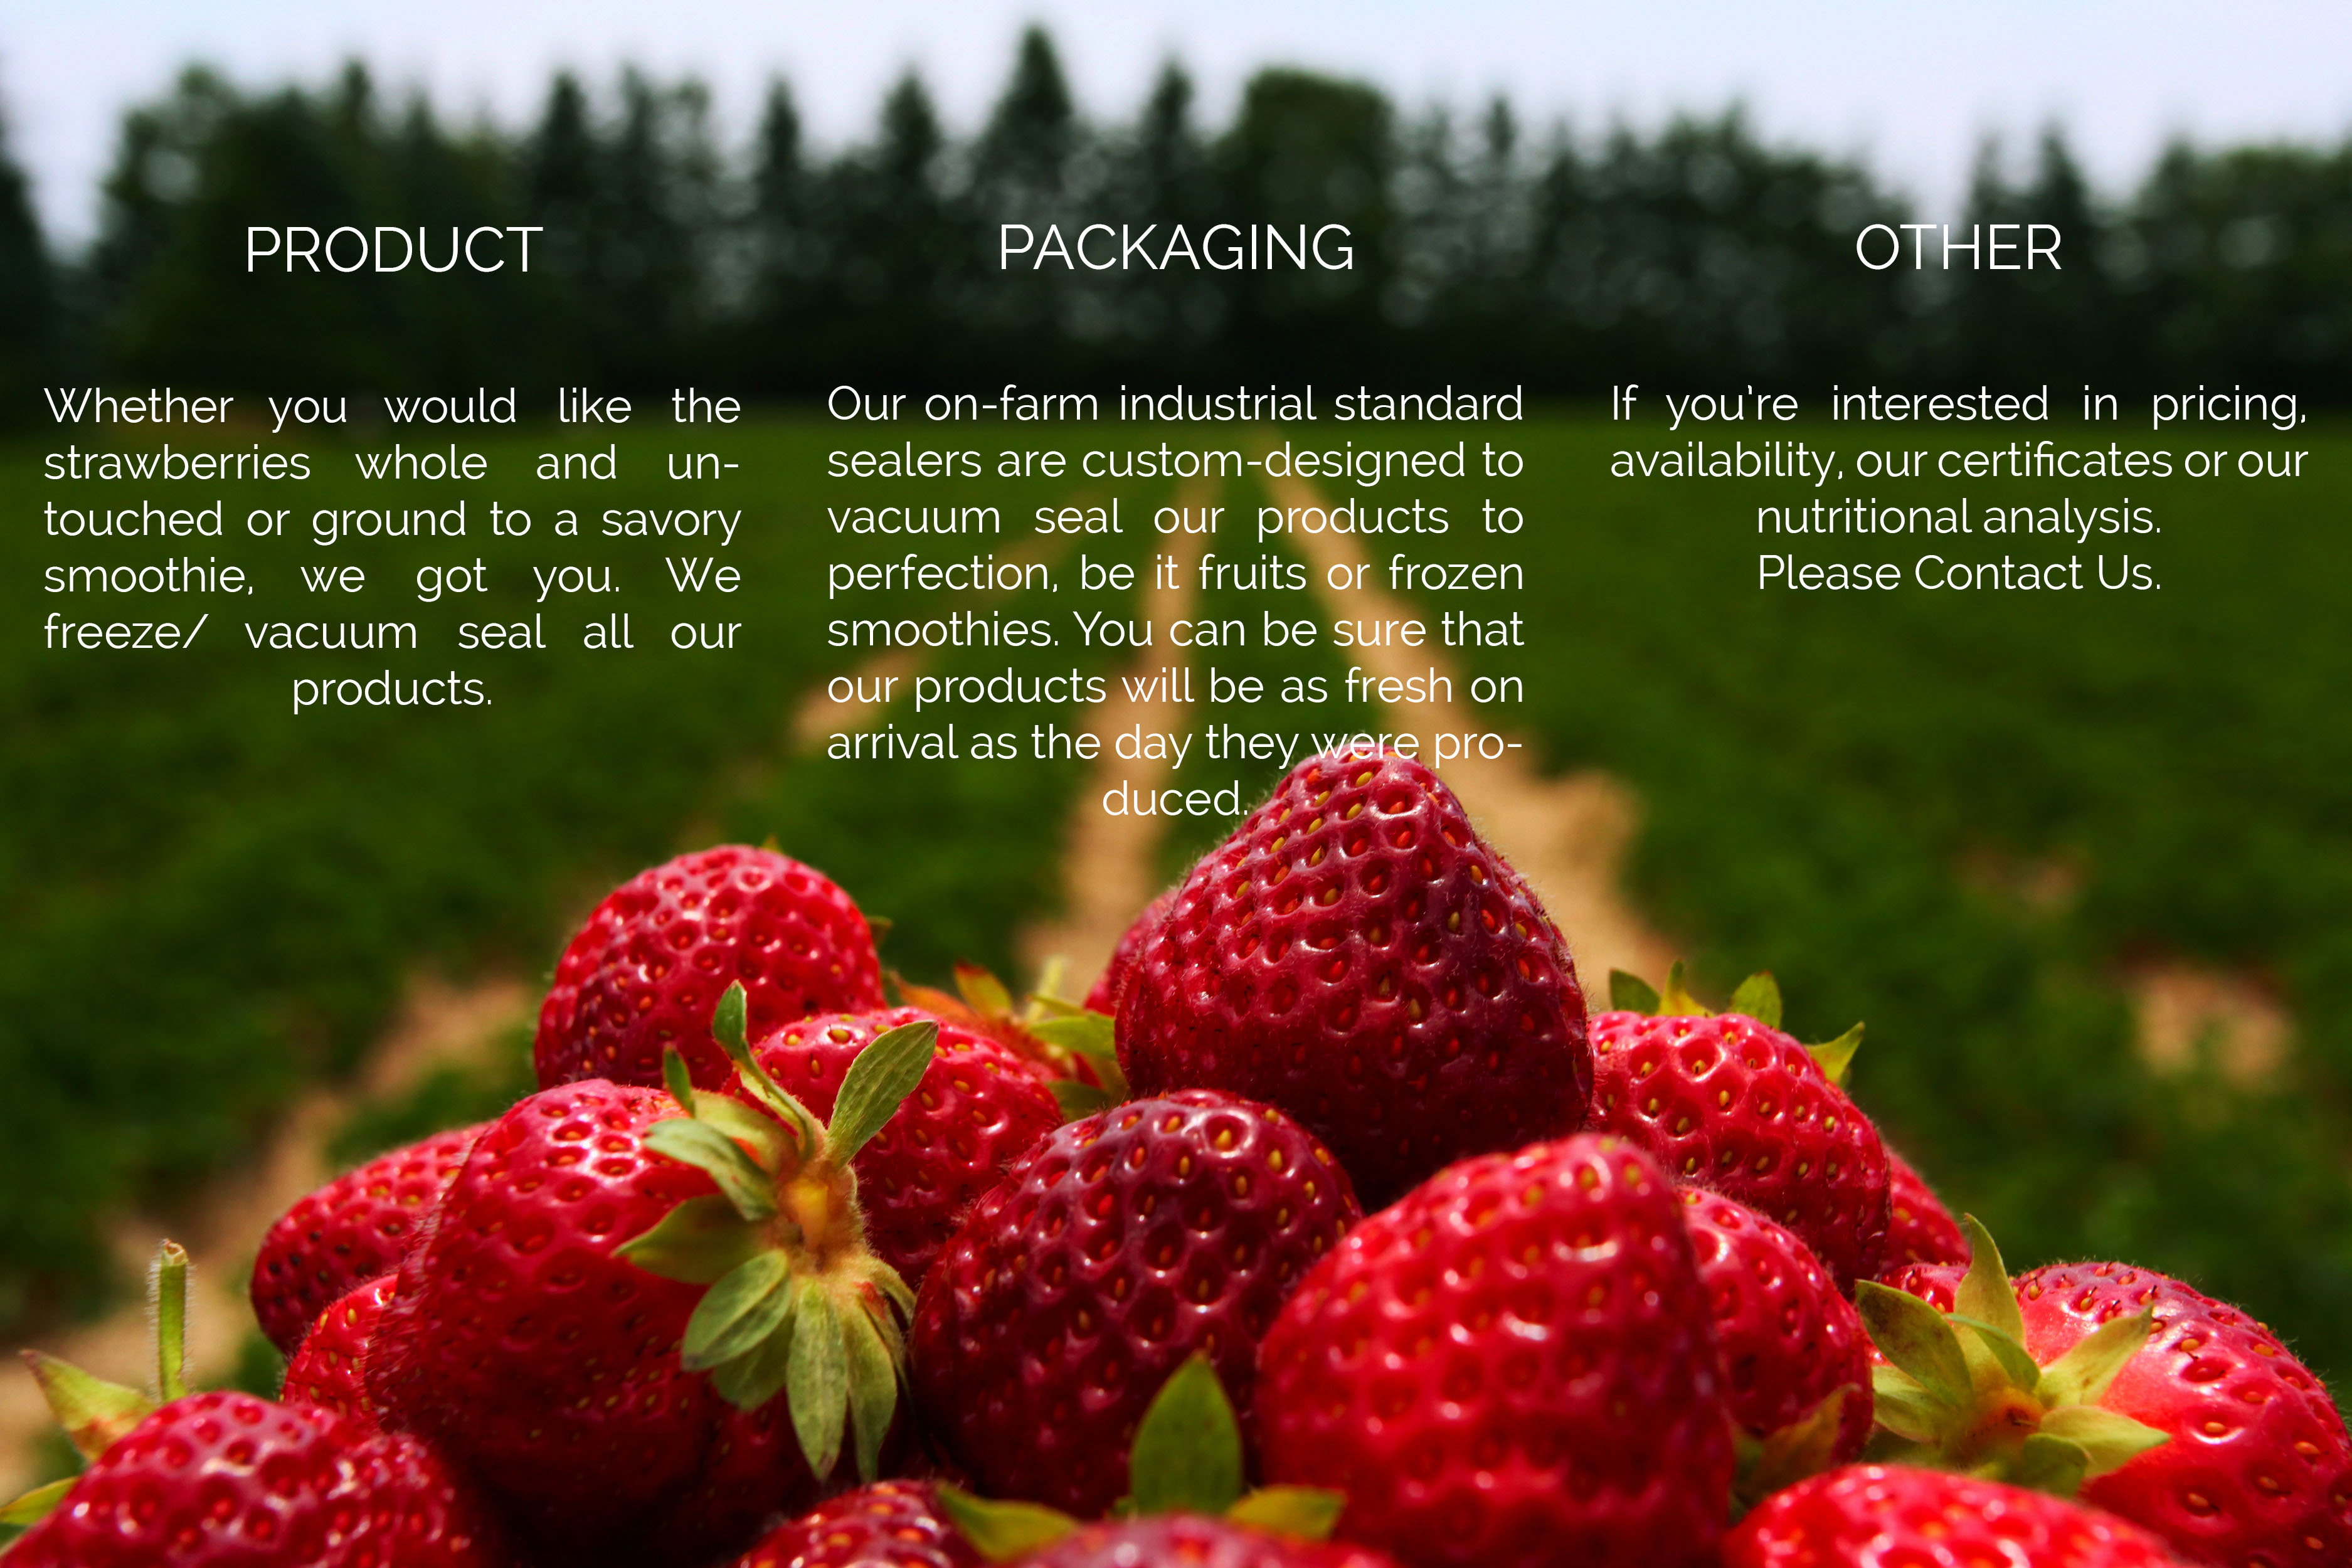 PRODUCT
Whether you would like the
strawberries whole and un-
touched or ground to a savory
smoothie, we got you. We
freeze/ vacuum seal all our
products.
PACKAGING
Our on-farm industrial standard
sealers are custom-designed to
vacuum seal our products to
perfection, be it fruits or frozen
smoothies. You can be sure that
our products will be as fresh on
arrival as the day they were pro-
duced.
OTHER
If you're interested in pricing,
availability, our certificates or our
nutritional analysis.
Please Contact Us.